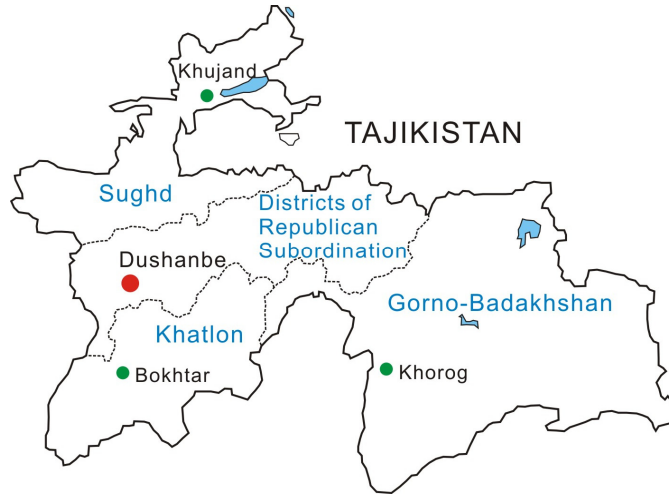 Khujand
TAJIKISTAN
Sughd
Districts of
Republican
Subordination
Dushanbe
Gorno-Badakhshan
Khatlon
Bokhtar
Khorog